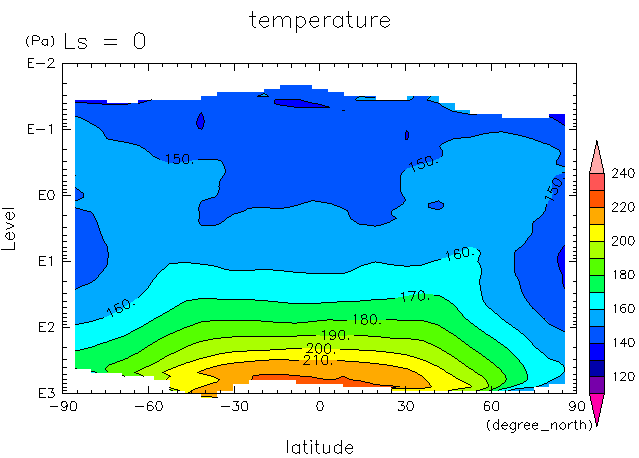 temperature
(Pa) Ls = 0
E-2
E-1
E0
E1
E2
E3
Level
150.
150.
150.
160.
160.
170.
180.
190.
200.
210.
240
220
200
180
160
140
120
-90 -60 -30 0 30 60 90
(degree_north)
latitude